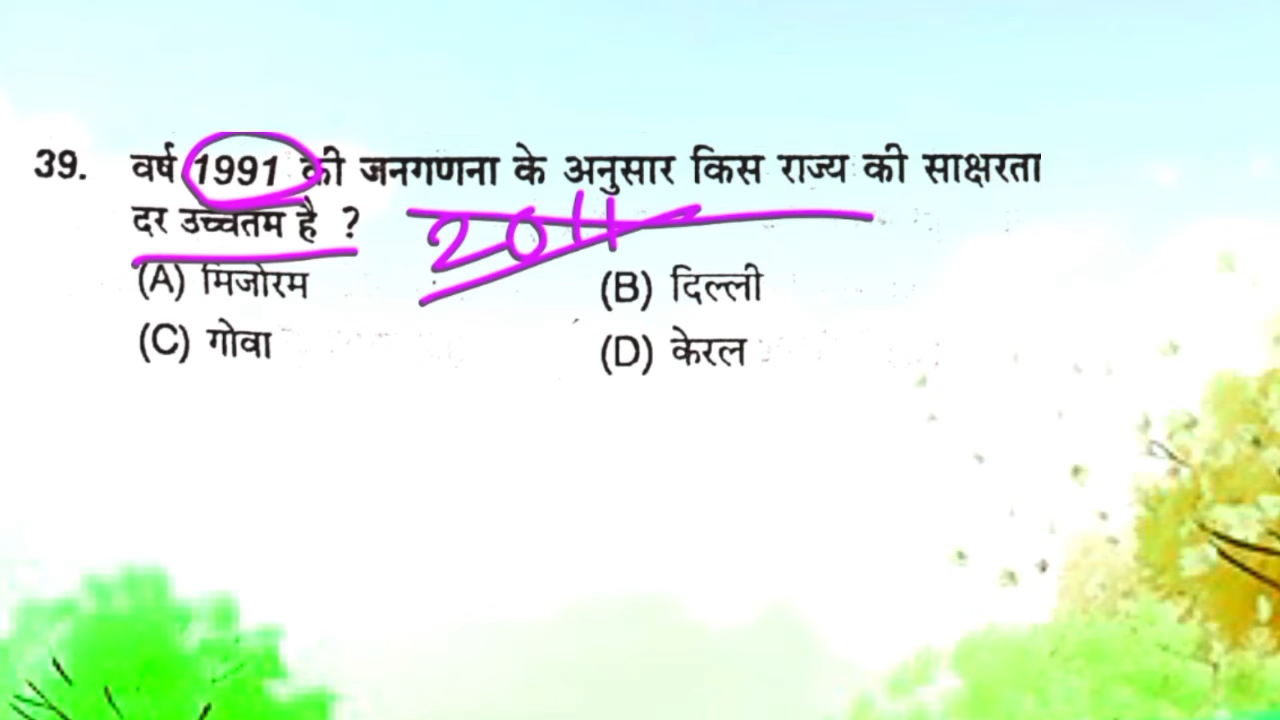 39. वर्ष 1991 की जनगणना के अनुसार किस राज्य की साक्षरता
दर उच्चतम है ?
2011
(A) मिजोरम (B) दिल्ली
(C) गोवा (D) केरल